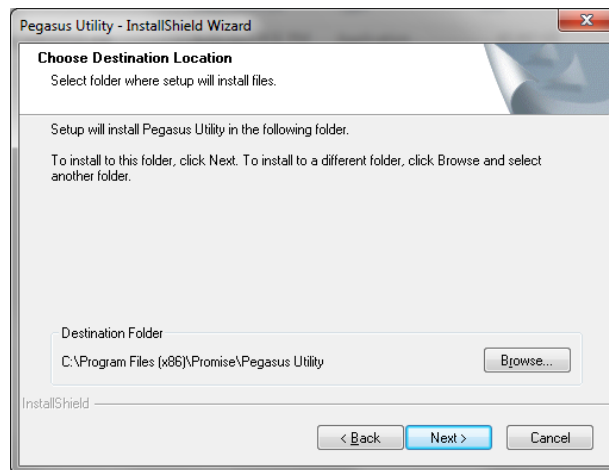 Pegasus Utility - InstallShield Wizard
Choose Destination Location
Select folder where setup will install files.
Setup will install Pegasus Utility in the following folder.
To install to this folder, click Next. To install to a different folder, click Browse and select
another folder.
Destination Folder
C:\Program Files (x86)\Promise\Pegasus Utility
Browse...
InstallShield
< Back
Next >
Cancel